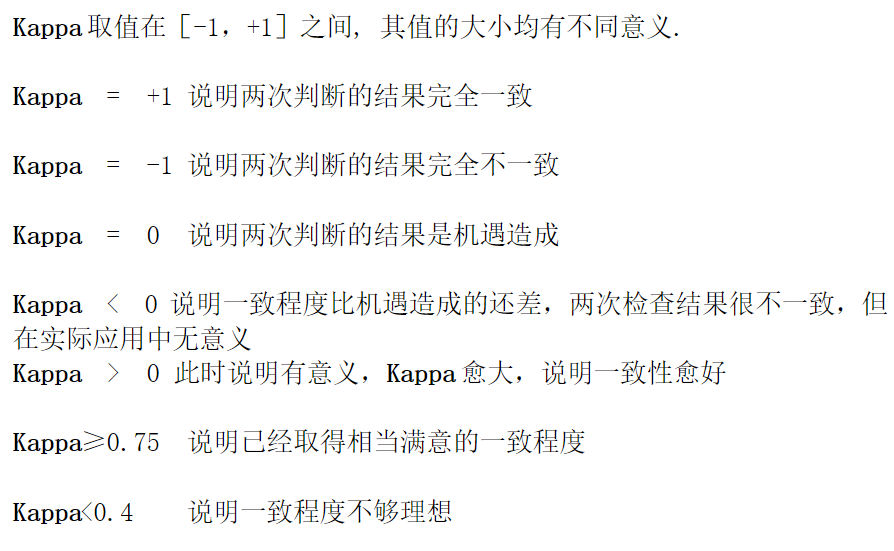 Kappa取值在［-1，+1］之间, 其值的大小均有不同意义.
Kappa = +1 说明两次判断的结果完全一致
Kappa = -1 说明两次判断的结果完全不一致
Kappa = 0 说明两次判断的结果是机遇造成
Kappa < 0 说明一致程度比机遇造成的还差，两次检查结果很不一致，但
在实际应用中无意义
Kappa > 0 此时说明有意义，Kappa愈大，说明一致性愈好
Kappa≥0.75 说明已经取得相当满意的一致程度
Kappa<0.4 说明一致程度不够理想